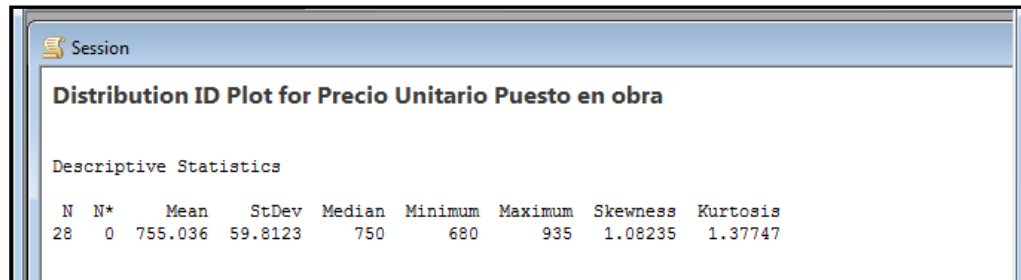 Session
Distribution ID Plot for Precio Unitario Puesto en obra
Descriptive Statistics
N N* Mean StDev Median Minimum Maximum Skewness Kurtosis
28 0 755.036 59.8123 750 680 935 1.08235 1.37747